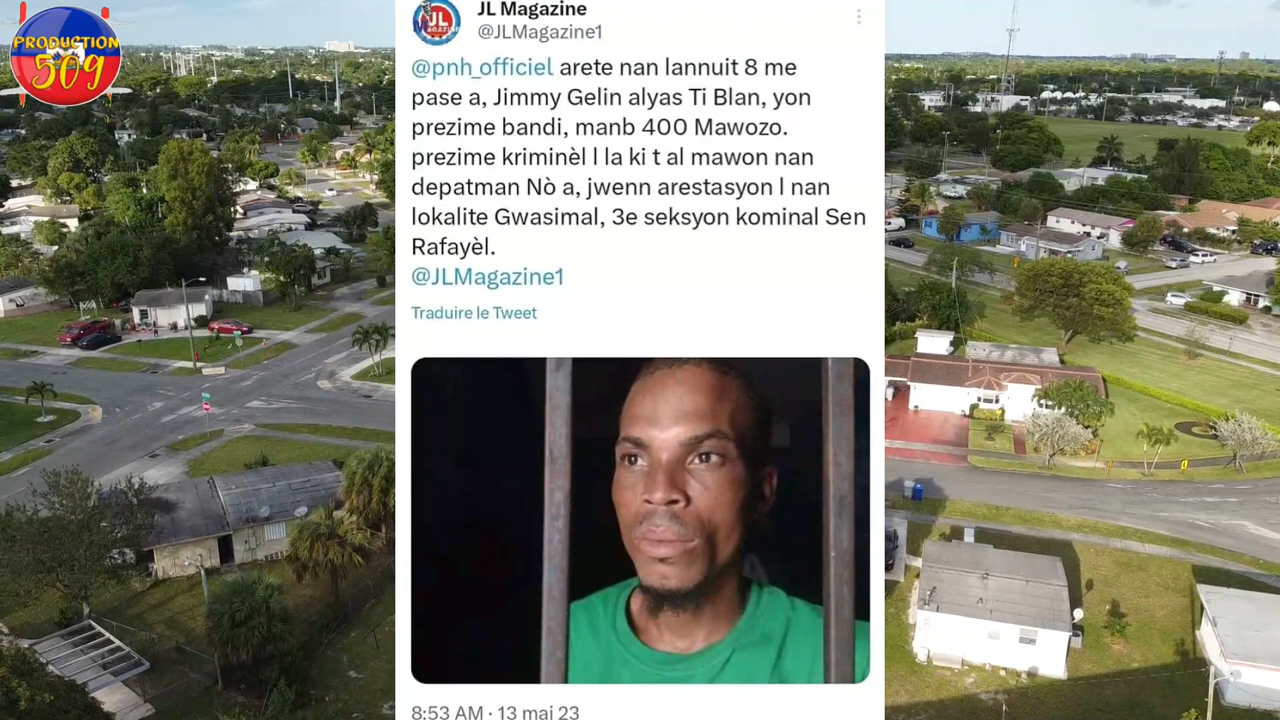 PRODUCTION
509
JL Magazine
@JLMagazine1
@pnh_officiel arete nan lannuit 8 me
pase a, Jimmy Gelin alyas Ti Blan, yon
prezime bandi, manb 400 Mawozo.
prezime kriminèl l la ki t al mawon nan
depatman Nò a, jwenn arestasyon l nan
lokalite Gwasimal, 3e seksyon kominal Sen
Rafayèl.
@JLMagazine1
Traduire le Tweet
8:53 AM · 13 mai 23